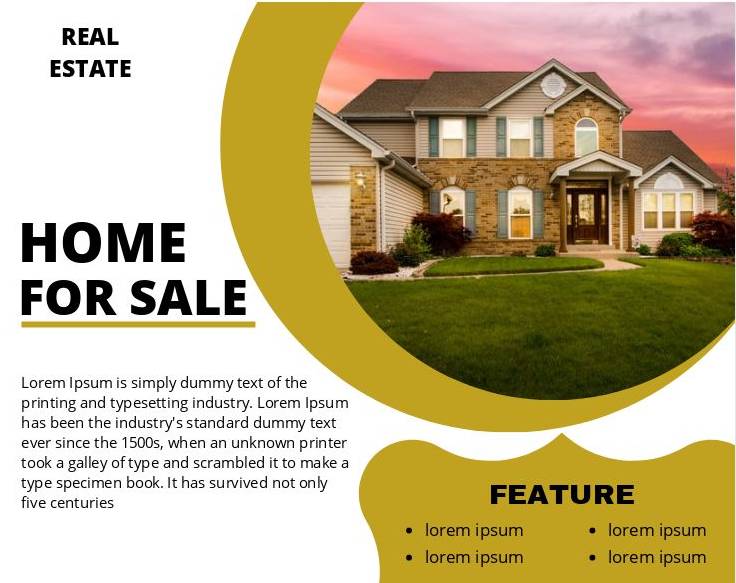 REAL
ESTATE
HOME
FOR SALE
Lorem Ipsum is simply dummy text of the
printing and typesetting industry. Lorem Ipsum
has been the industry's standard dummy text
ever since the 1500s, when an unknown printer
took a galley of type and scrambled it to make a
type specimen book. It has survived not only
five centuries
FEATURE
• lorem ipsum
• lorem ipsum
• lorem ipsum
• lorem ipsum